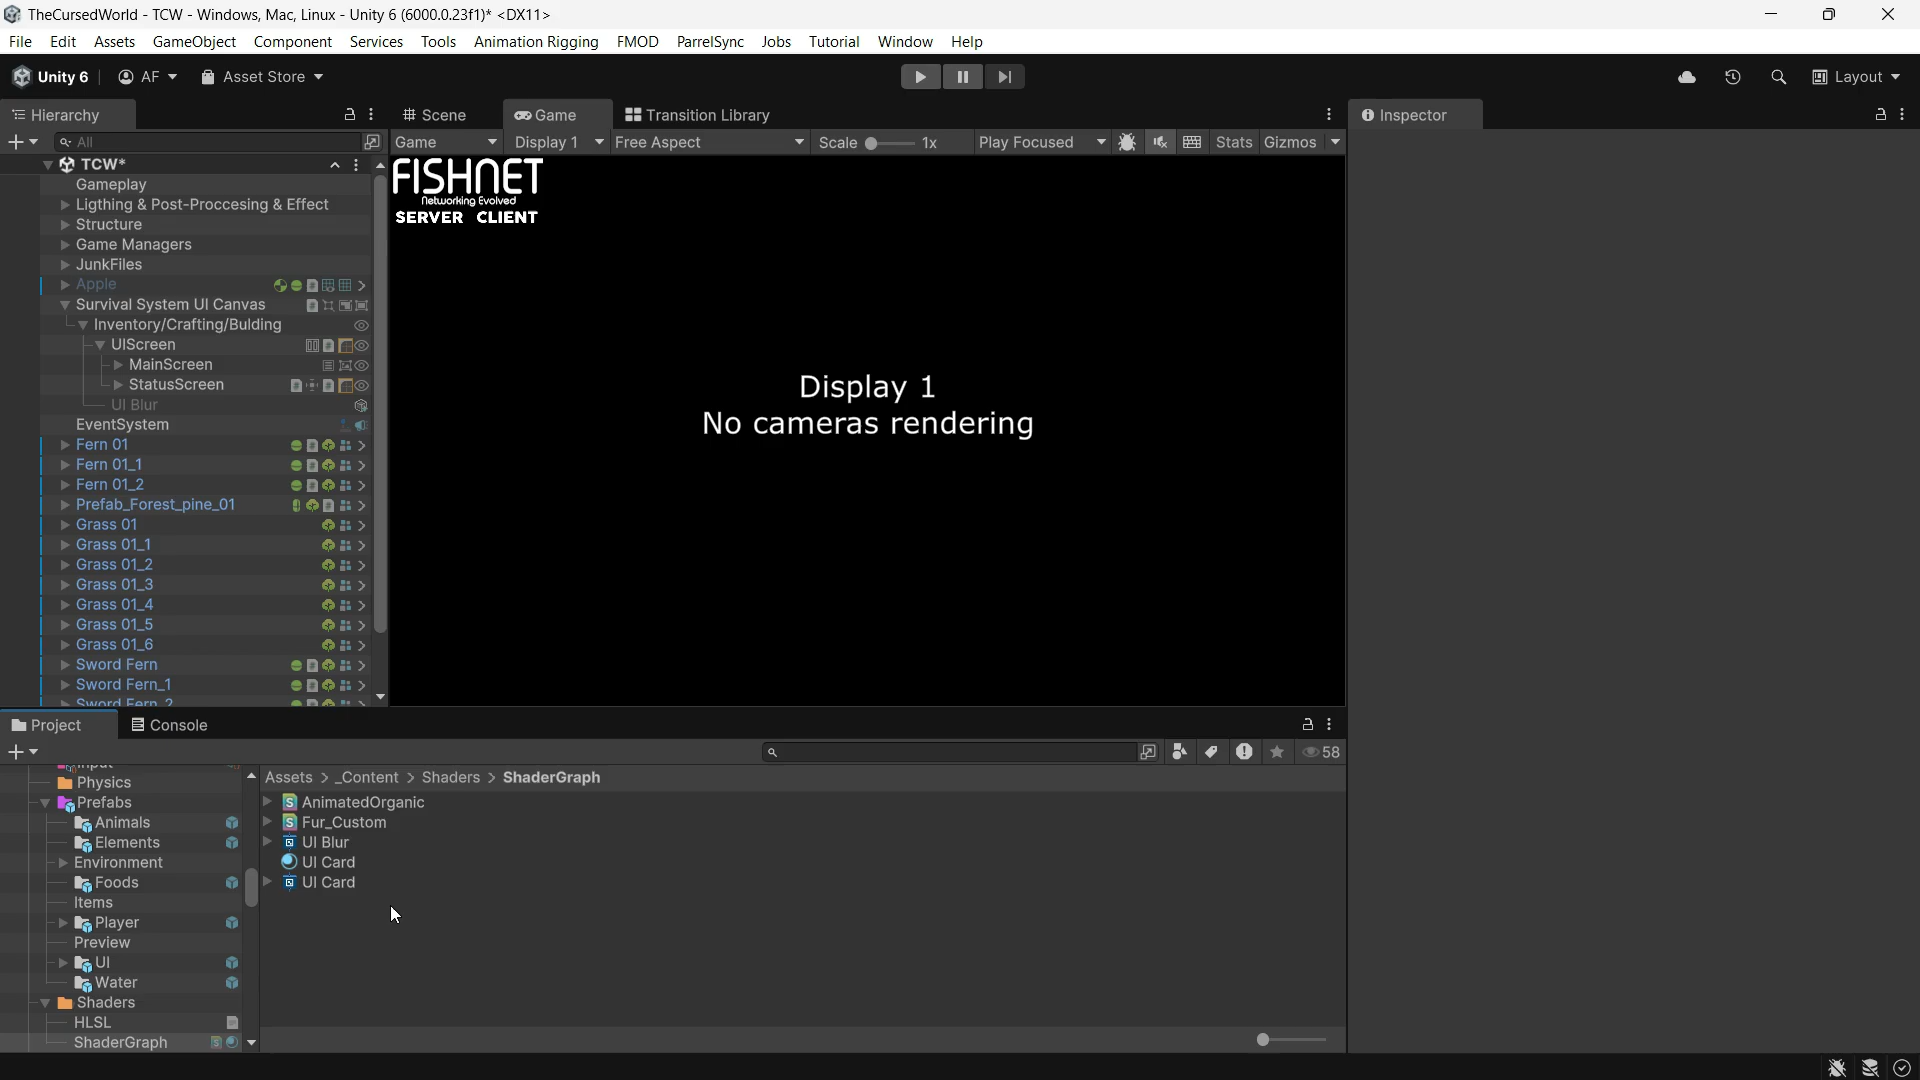 TheCursedWorld - TCW - Windows, Mac, Linux - Unity 6 (6000.0.23f1)* <DX11>
File Edit Assets GameObject Component Services Tools Animation Rigging FMOD ParrelSync Jobs Tutorial Window Help
Unity 6 AF Asset Store Layout
Hierarchy Scene Game Transition Library Inspector
All Game Display 1 Free Aspect Scale 1x Play Focused Stats Gizmos
TCW*
Gameplay
Ligthing & Post-Proccesing & Effect
Structure
Game Managers
JunkFiles
Apple
Survival System UI Canvas
Inventory/Crafting/Bulding
UIScreen
MainScreen
StatusScreen
UI Blur
EventSystem
Fern 01
Fern 01_1
Fern 01_2
Prefab_Forest_pine_01
Grass 01
Grass 01_1
Grass 01_2
Grass 01_3
Grass 01_4
Grass 01_5
Grass 01_6
Sword Fern
Sword Fern_1
Sword Fern_2
FISHNET
Networking Evolved
SERVER CLIENT
Display 1
No cameras rendering
Project Console
58
Input
Physics
Prefabs
Animals
Elements
Environment
Foods
Items
Player
Preview
UI
Water
Shaders
HLSL
ShaderGraph
Assets > _Content > Shaders > ShaderGraph
AnimatedOrganic
Fur_Custom
UI Blur
UI Card
UI Card